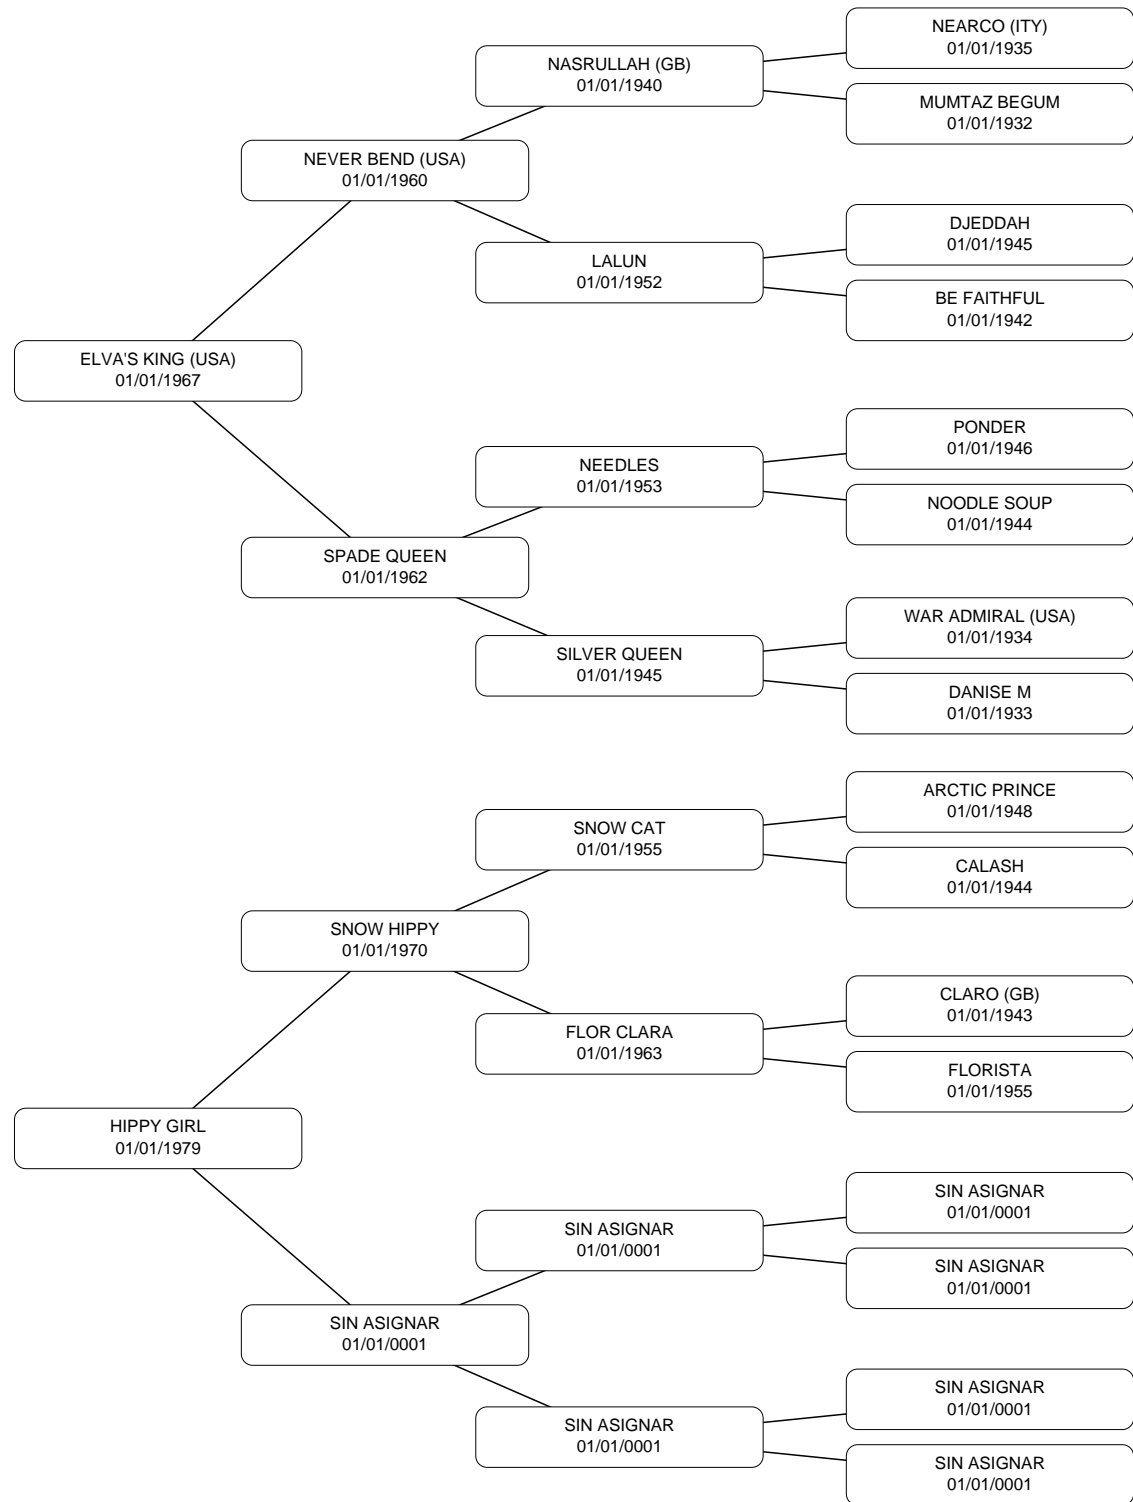 NEARCO (ITY)
01/01/1935
NASRULLAH (GB)
01/01/1940
MUMTAZ BEGUM
01/01/1932
NEVER BEND (USA)
01/01/1960
DJEDDAH
01/01/1945
LALUN
01/01/1952
BE FAITHFUL
01/01/1942
ELVA'S KING (USA)
01/01/1967
PONDER
01/01/1946
NEEDLES
01/01/1953
NOODLE SOUP
01/01/1944
SPADE QUEEN
01/01/1962
WAR ADMIRAL (USA)
01/01/1934
SILVER QUEEN
01/01/1945
DANISE M
01/01/1933
ARCTIC PRINCE
01/01/1948
SNOW CAT
01/01/1955
CALASH
01/01/1944
SNOW HIPPY
01/01/1970
CLARO (GB)
01/01/1943
FLOR CLARA
01/01/1963
FLORISTA
01/01/1955
HIPPY GIRL
01/01/1979
SIN ASIGNAR
01/01/0001
SIN ASIGNAR
01/01/0001
SIN ASIGNAR
01/01/0001
SIN ASIGNAR
01/01/0001
SIN ASIGNAR
01/01/0001
SIN ASIGNAR
01/01/0001
SIN ASIGNAR
01/01/0001